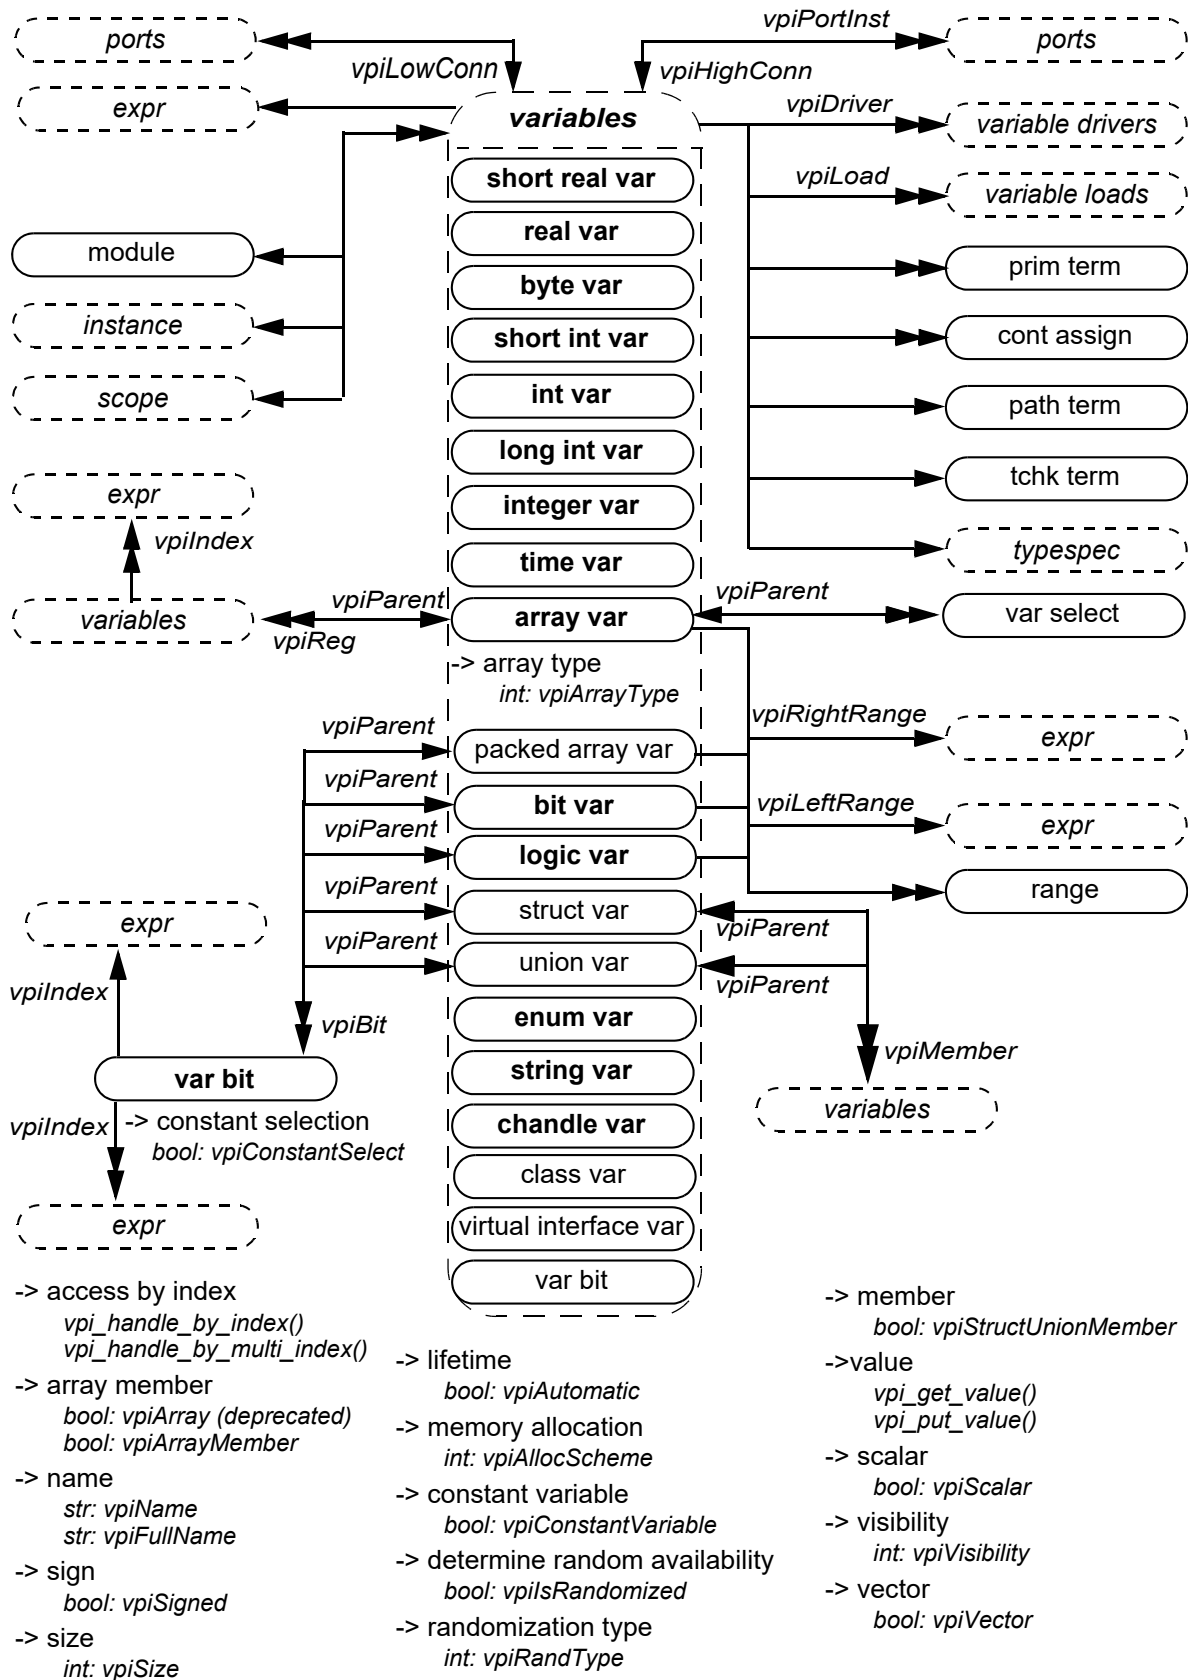 ports
vpiPortInst
ports
vpiLowConn
vpiHighConn
expr
variables
vpiDriver
variable drivers
short real var
vpiLoad
variable loads
real var
module
prim term
byte var
instance
short int var
cont assign
scope
int var
path term
long int var
tchk term
expr
integer var
vpiIndex
time var
typespec
variables
vpiParent
vpiReg
array var
vpiParent
var select
-> array type
int: vpiArrayType
vpiRightRange
expr
vpiParent
packed array var
vpiParent
bit var
vpiLeftRange
expr
vpiParent
logic var
range
vpiParent
struct var
vpiParent
expr
vpiParent
union var
vpiParent
vpiIndex
vpiBit
enum var
vpiMember
var bit
string var
variables
vpiIndex
-> constant selection
bool: vpiConstantSelect
chandle var
class var
expr
virtual interface var
var bit
-> access by index
vpi_handle_by_index()
vpi_handle_by_multi_index()
-> array member
bool: vpiArray (deprecated)
bool: vpiArrayMember
-> name
str: vpiName
str: vpiFullName
-> sign
bool: vpiSigned
-> size
int: vpiSize
-> lifetime
bool: vpiAutomatic
-> memory allocation
int: vpiAllocScheme
-> constant variable
bool: vpiConstantVariable
-> determine random availability
bool: vpiIsRandomized
-> randomization type
int: vpiRandType
-> member
bool: vpiStructUnionMember
->value
vpi_get_value()
vpi_put_value()
-> scalar
bool: vpiScalar
-> visibility
int: vpiVisibility
-> vector
bool: vpiVector